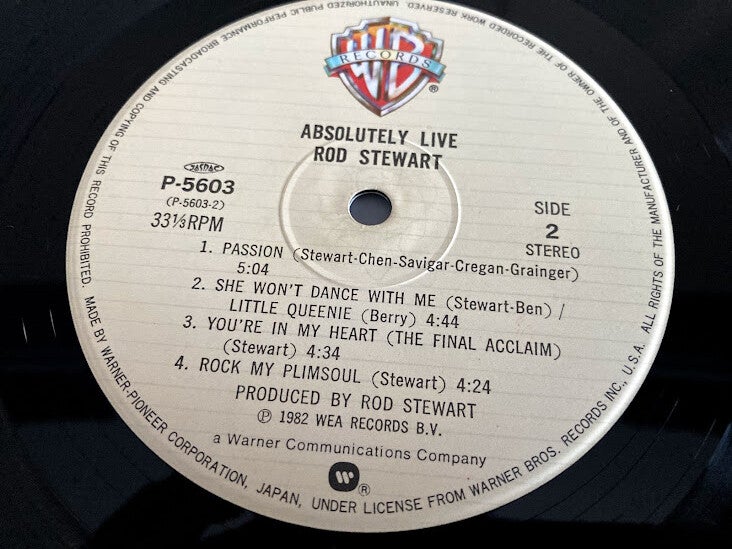 WB
RECORDS
®
ABSOLUTELY LIVE
ROD STEWART
JASRAC
P-5603
(P-5603-2)
33⅓RPM
SIDE
2
STEREO
1. PASSION (Stewart-Chen-Savigar-Cregan-Grainger)
5:04
2. SHE WON'T DANCE WITH ME (Stewart-Ben) /
LITTLE QUEENIE (Berry) 4:44
3. YOU'RE IN MY HEART (THE FINAL ACCLAIM)
(Stewart) 4:34
4. ROCK MY PLIMSOUL (Stewart) 4:24
PRODUCED BY ROD STEWART
℗ 1982 WEA RECORDS B.V.
a Warner Communications Company
®
MADE BY WARNER-PIONEER CORPORATION, JAPAN, UNDER LICENSE FROM WARNER BROS. RECORDS INC., U.S.A. ALL RIGHTS OF THE MANUFACTURER AND OF THE OWNER OF THE RECORDED WORK RESERVED. UNAUTHORIZED PUBLIC PERFORMANCE BROADCASTING AND COPYING OF THIS RECORD PROHIBITED.